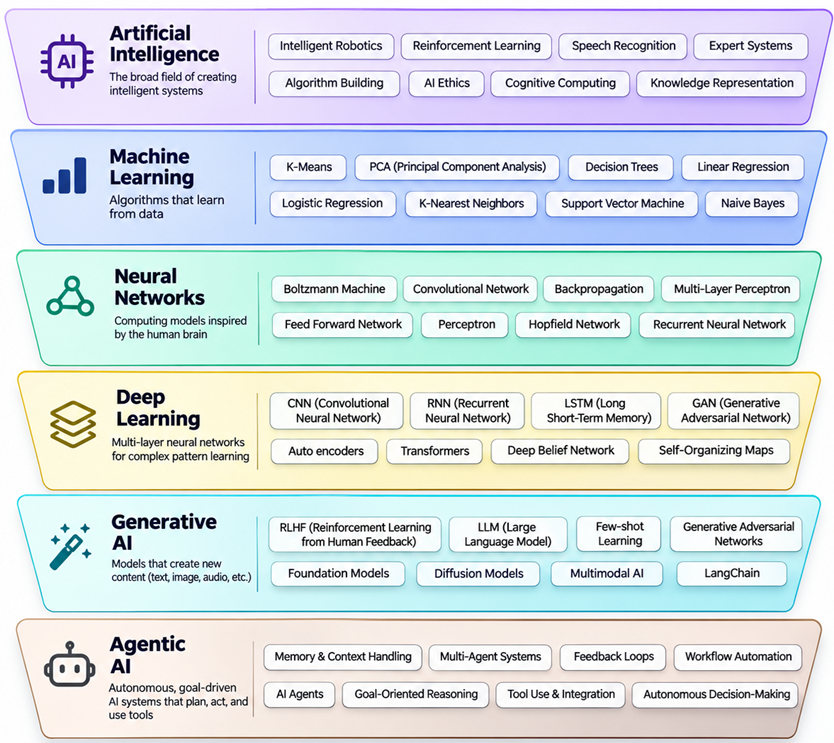 AI
Artificial
Intelligence
The broad field of creating
intelligent systems
Intelligent Robotics
Reinforcement Learning
Speech Recognition
Expert Systems
Algorithm Building
AI Ethics
Cognitive Computing
Knowledge Representation
Machine
Learning
Algorithms that learn
from data
K-Means
PCA (Principal Component Analysis)
Decision Trees
Linear Regression
Logistic Regression
K-Nearest Neighbors
Support Vector Machine
Naive Bayes
Neural
Networks
Computing models inspired
by the human brain
Boltzmann Machine
Convolutional Network
Backpropagation
Multi-Layer Perceptron
Feed Forward Network
Perceptron
Hopfield Network
Recurrent Neural Network
Deep
Learning
Multi-layer neural networks
for complex pattern learning
CNN (Convolutional
Neural Network)
RNN (Recurrent
Neural Network)
LSTM (Long
Short-Term Memory)
GAN (Generative
Adversarial Network)
Auto encoders
Transformers
Deep Belief Network
Self-Organizing Maps
Generative
AI
Models that create new
content (text, image, audio, etc.)
RLHF (Reinforcement Learning
from Human Feedback)
LLM (Large
Language Model)
Few-shot
Learning
Generative Adversarial
Networks
Foundation Models
Diffusion Models
Multimodal AI
LangChain
Agentic
AI
Autonomous, goal-driven
AI systems that plan, act, and
use tools
Memory & Context Handling
Multi-Agent Systems
Feedback Loops
Workflow Automation
AI Agents
Goal-Oriented Reasoning
Tool Use & Integration
Autonomous Decision-Making